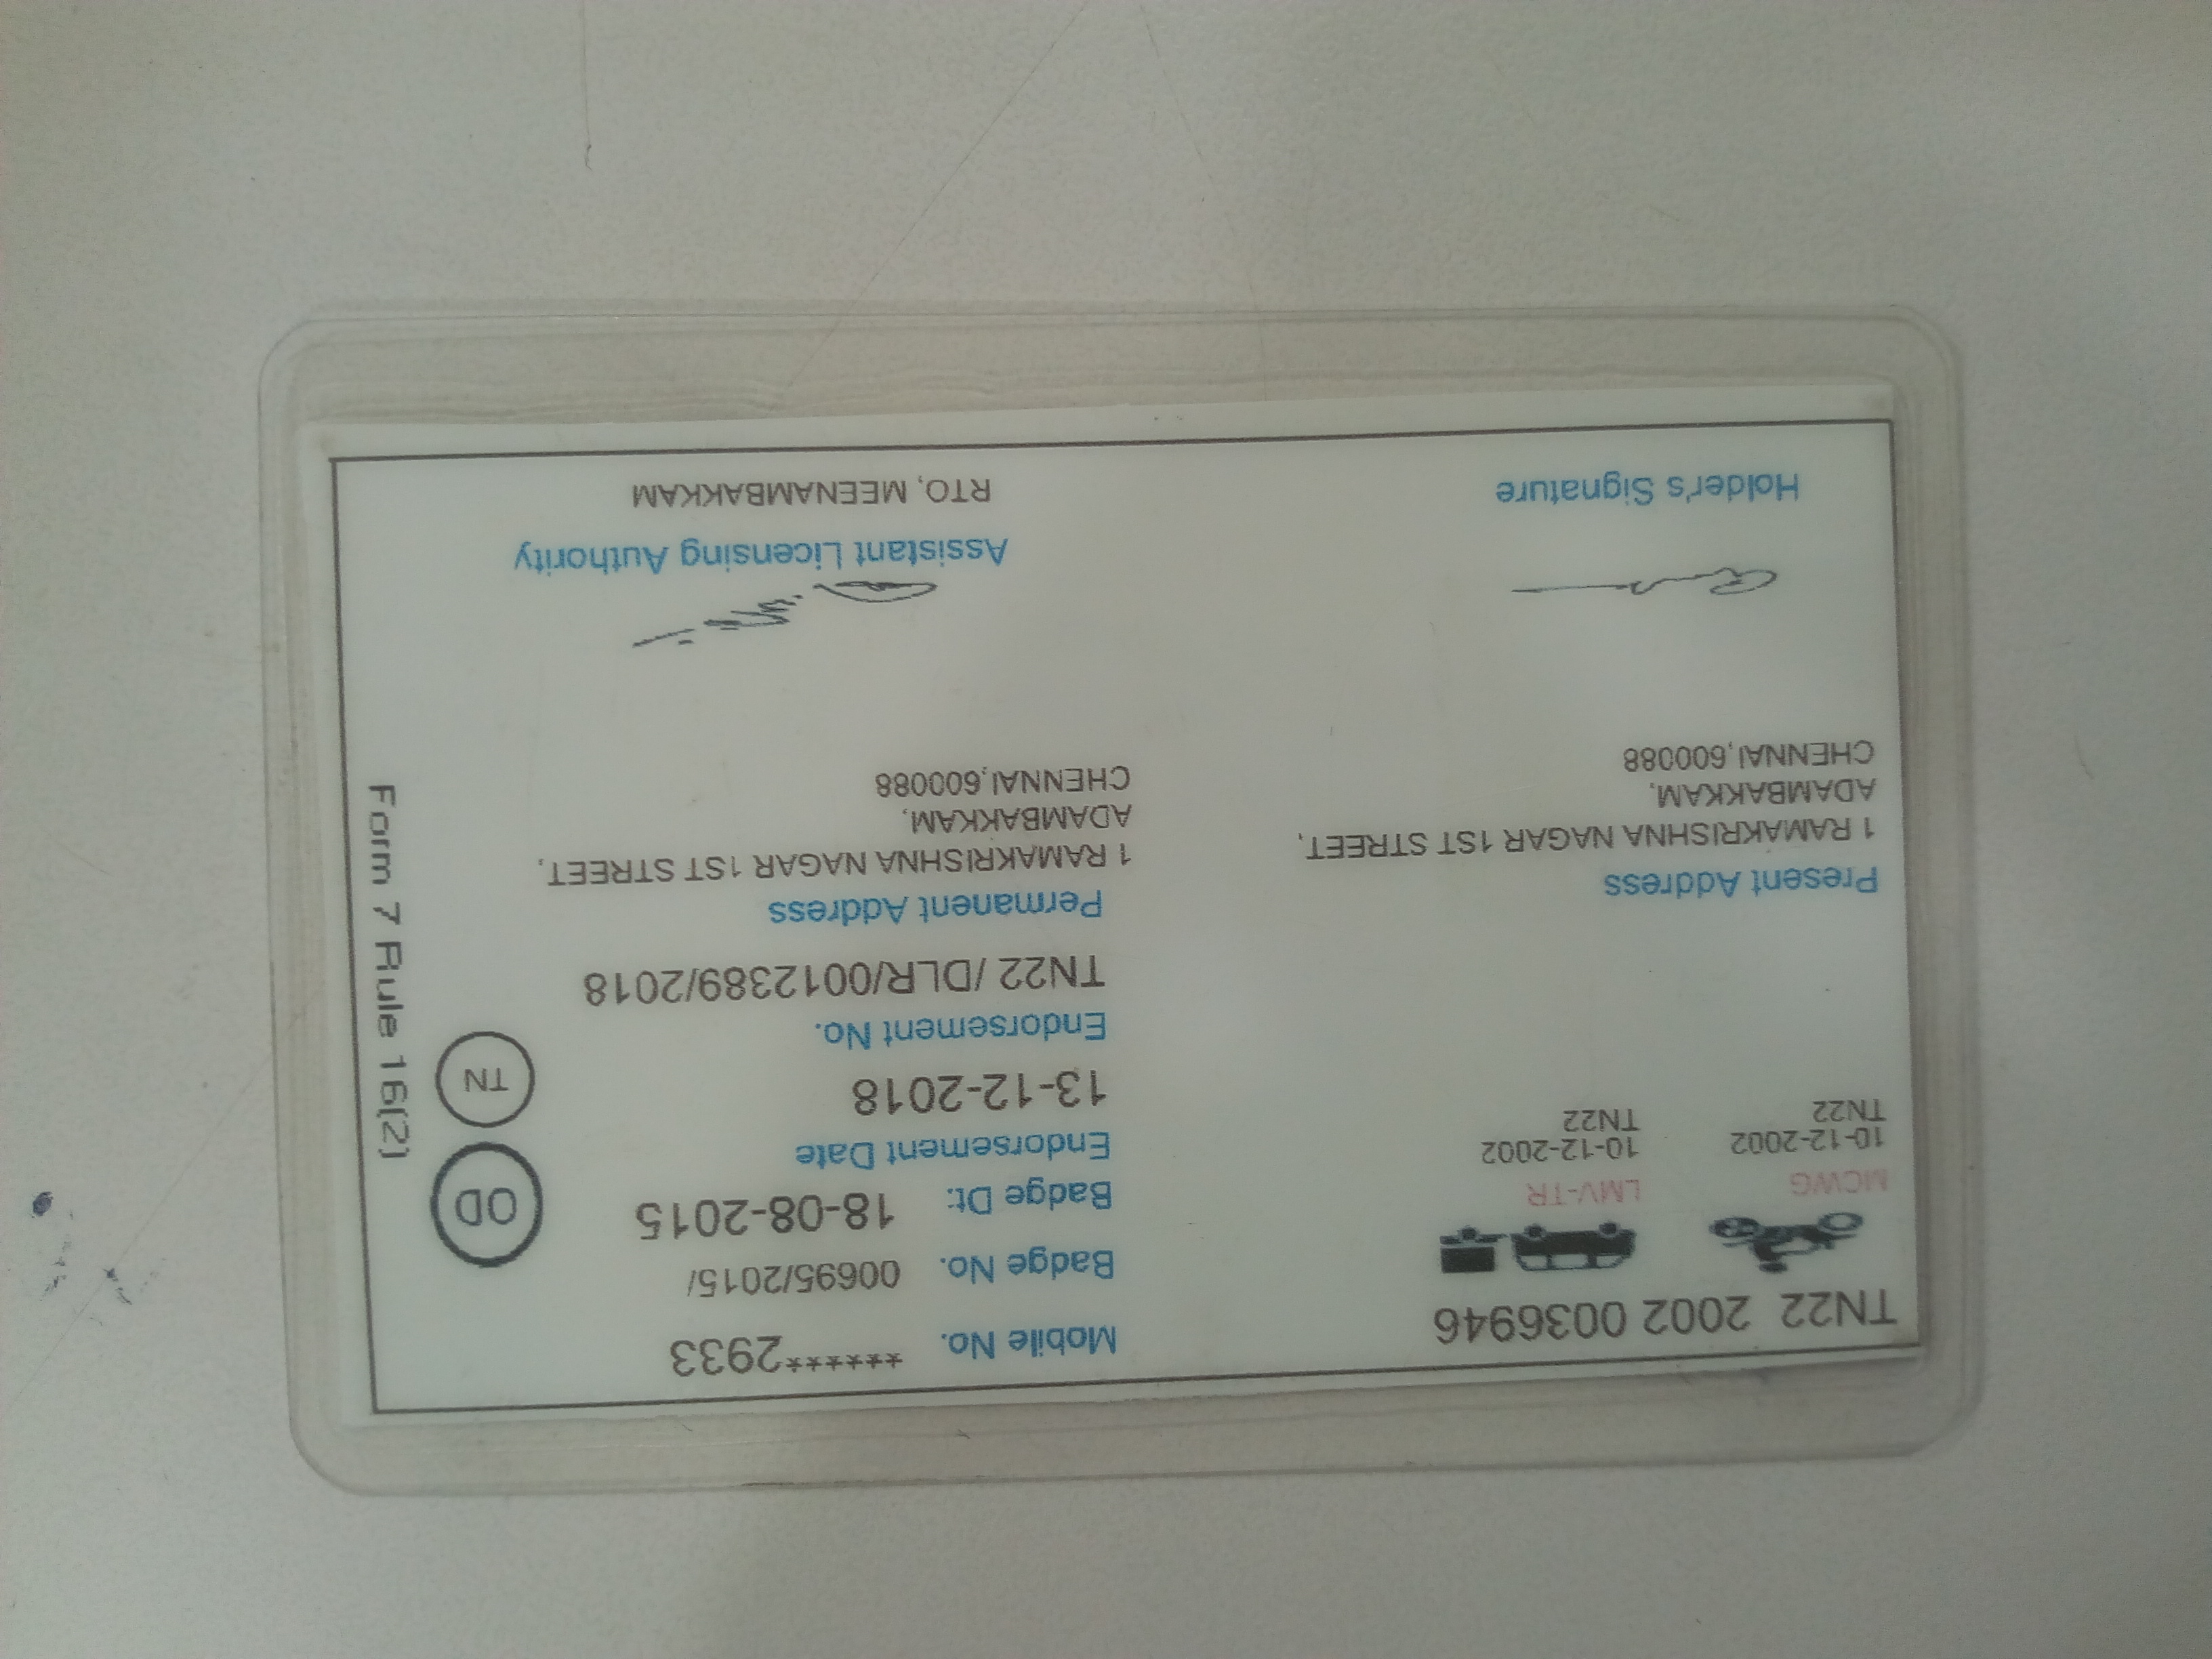 TN22 2002 0036946
MCWG
10-12-2002
TN22
LMV-TR
10-12-2002
TN22
Present Address
1 RAMAKRISHNA NAGAR 1ST STREET,
ADAMBAKKAM,
CHENNAI,600088
Holder's Signature
Mobile No. ******2933
Badge No. 00695/2015/
Badge Dt: 18-08-2015
Endorsement Date
13-12-2018
Endorsement No.
TN22 /DLR/0012389/2018
Permanent Address
1 RAMAKRISHNA NAGAR 1ST STREET,
ADAMBAKKAM,
CHENNAI,600088
Assistant Licensing Authority
RTO, MEENAMBAKKAM
OD
TN
Form 7 Rule 16(2)